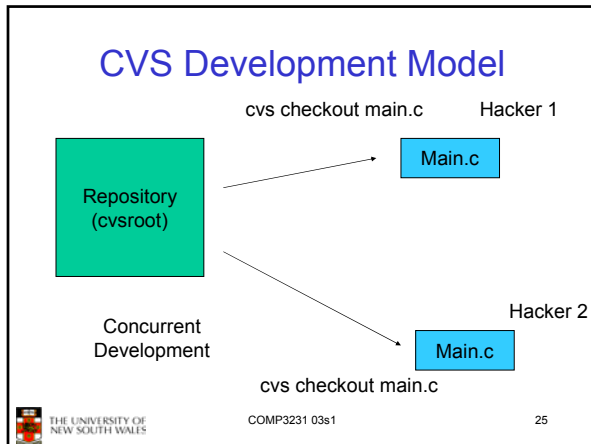 CVS Development Model
cvs checkout main.c Hacker 1
Main.c
Repository
(cvsroot)
Hacker 2
Concurrent
Development
Main.c
cvs checkout main.c
THE UNIVERSITY OF
NEW SOUTH WALES
COMP3231 03s1
25